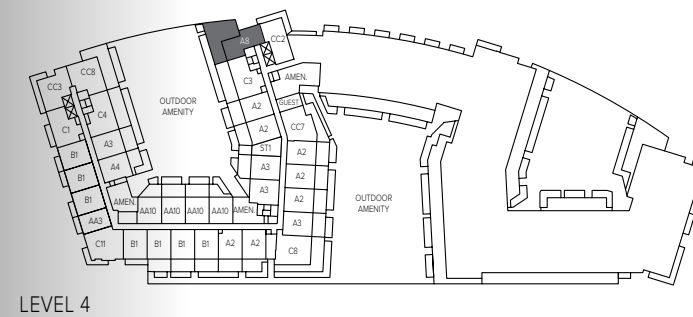 A8
CC2
CC8
CC3
C3
AMEN.
OUTDOOR
AMENITY
GUEST
C4
A2
C1
A2
CC7
A3
ST1
A2
B1
A4
A3
A2
B1
A3
A2
OUTDOOR
AMENITY
B1
AMEN.
AA10
AA10
AA10
AA10
AMEN.
AA3
A3
C11
B1
B1
B1
B1
A2
A2
C8
LEVEL 4